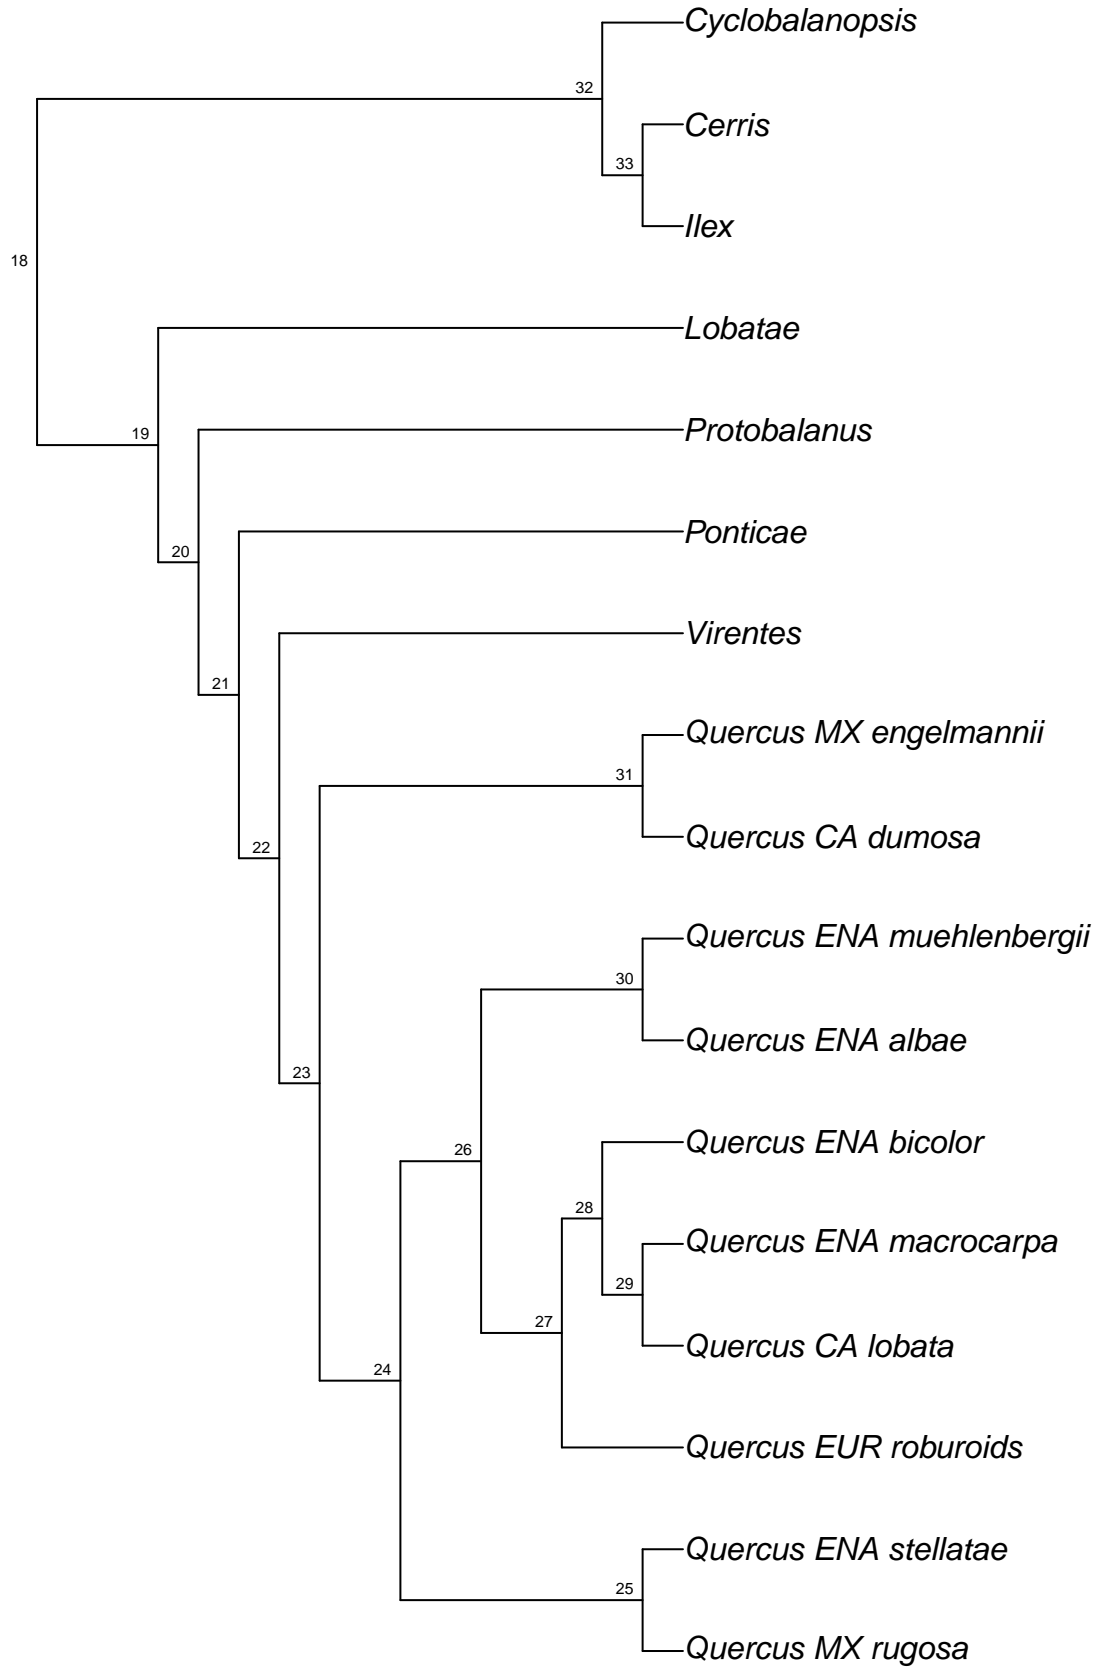 Cyclobalanopsis
32
Cerris
33
Ilex
18
Lobatae
Protobalanus
19
Ponticae
20
Virentes
21
Quercus MX engelmannii
31
Quercus CA dumosa
22
Quercus ENA muehlenbergii
30
Quercus ENA albae
23
Quercus ENA bicolor
26
28
Quercus ENA macrocarpa
29
27
Quercus CA lobata
24
Quercus EUR roburoids
Quercus ENA stellatae
25
Quercus MX rugosa